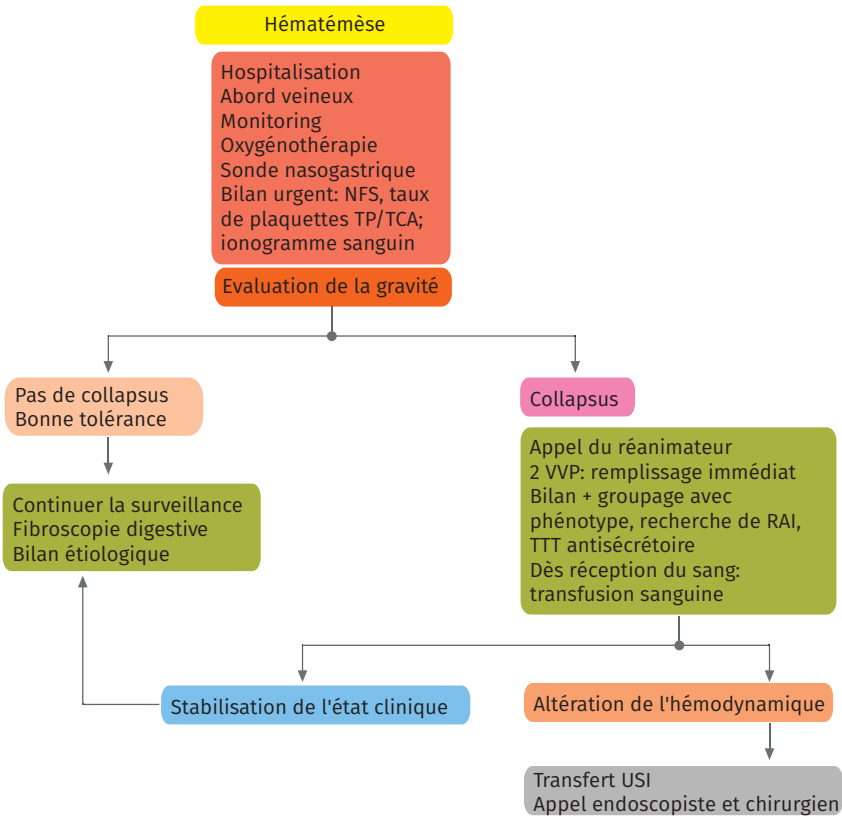 Hématémèse
Hospitalisation
Abord veineux
Monitoring
Oxygénothérapie
Sonde nasogastrique
Bilan urgent: NFS, taux
de plaquettes TP/TCA;
ionogramme sanguin
Evaluation de la gravité
Pas de collapsus
Bonne tolérance
Collapsus
Continuer la surveillance
Fibroscopie digestive
Bilan étiologique
Appel du réanimateur
2 VVP: remplissage immédiat
Bilan + groupage avec
phénotype, recherche de RAI,
TTT antisécrétoire
Dès réception du sang:
transfusion sanguine
Stabilisation de l'état clinique
Altération de l'hémodynamique
Transfert USI
Appel endoscopiste et chirurgien